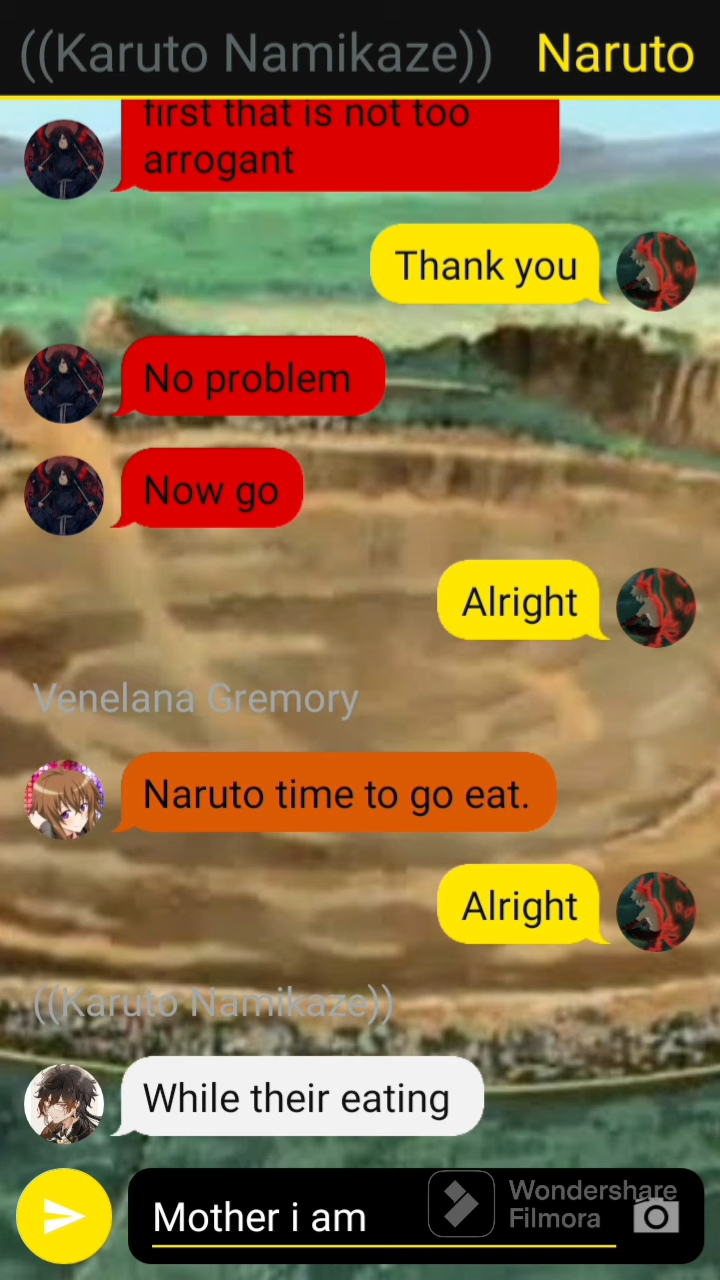 ((Karuto Namikaze)) Naruto
first that is not too
arrogant
Thank you
No problem
Now go
Alright
Venelana Gremory
Naruto time to go eat.
Alright
((Karuto Namikaze))
While their eating
Mother i am
Wondershare
Filmora